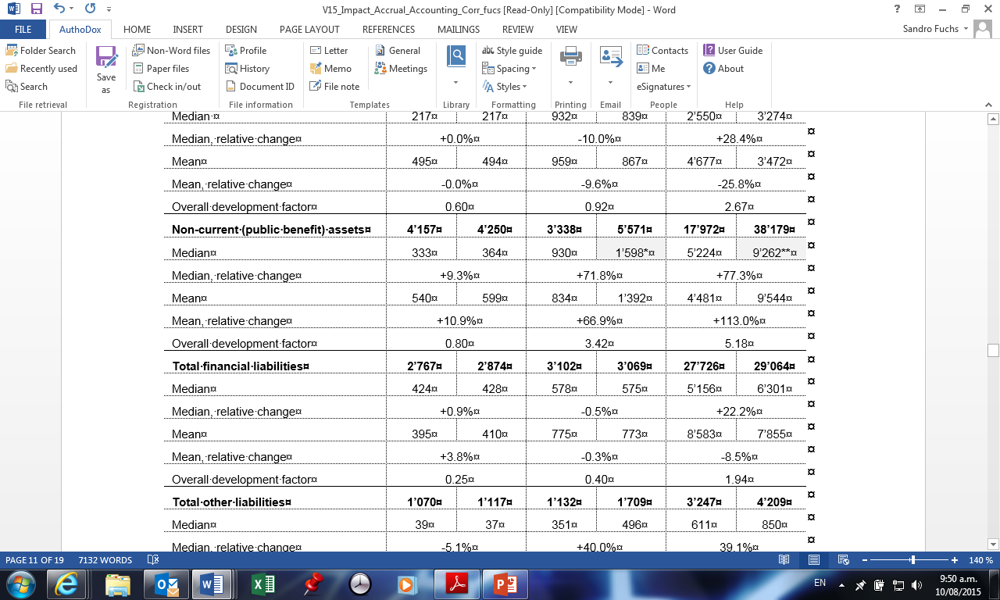 V15_Impact_Accrual_Accounting_Corr_fucs [Read-Only] [Compatibility Mode] - Word
FILE AuthoDox HOME INSERT DESIGN PAGE LAYOUT REFERENCES MAILINGS REVIEW VIEW Sandro Fuchs
Folder Search Non-Word files Profile Letter General Style guide Contacts User Guide
Recently used Save as Paper files History Memo Meetings Spacing Me About
Search Check in/out Document ID File note Styles eSignatures
File retrieval Registration File information Templates Library Formatting Printing Email People Help
Median·¤ 217¤ 217¤ 932¤ 839¤ 2’550¤ 3’274¤
Median,·relative·change¤ +0.0%¤ -10.0%¤ +28.4%¤ ¤
Mean¤ 495¤ 494¤ 959¤ 867¤ 4’677¤ 3’472¤ ¤
Mean,·relative·change¤ -0.0%¤ -9.6%¤ -25.8%¤ ¤
Overall·development·factor¤ 0.60¤ 0.92¤ 2.67¤ ¤
Non-current·(public·benefit)·assets¤ 4’157¤ 4’250¤ 3’338¤ 5’571¤ 17’972¤ 38’179¤ ¤
Median¤ 333¤ 364¤ 930¤ 1’598*¤ 5’224¤ 9’262**¤ ¤
Median,·relative·change¤ +9.3%¤ +71.8%¤ +77.3%¤ ¤
Mean¤ 540¤ 599¤ 834¤ 1’392¤ 4’481¤ 9’544¤ ¤
Mean,·relative·change¤ +10.9%¤ +66.9%¤ +113.0%¤ ¤
Overall·development·factor¤ 0.80¤ 3.42¤ 5.18¤ ¤
Total·financial·liabilities¤ 2’767¤ 2’874¤ 3’102¤ 3’069¤ 27’726¤ 29’064¤ ¤
Median¤ 424¤ 428¤ 578¤ 575¤ 5’156¤ 6’301¤ ¤
Median,·relative·change¤ +0.9%¤ -0.5%¤ +22.2%¤ ¤
Mean¤ 395¤ 410¤ 775¤ 773¤ 8’583¤ 7’855¤ ¤
Mean,·relative·change¤ +3.8%¤ -0.3%¤ -8.5%¤ ¤
Overall·development·factor¤ 0.25¤ 0.40¤ 1.94¤ ¤
Total·other·liabilities¤ 1’070¤ 1’117¤ 1’132¤ 1’709¤ 3’247¤ 4’209¤ ¤
Median¤ 39¤ 37¤ 351¤ 496¤ 611¤ 850¤ ¤
Median,·relative·change¤ -5.1%¤ +40.0%¤ 39.1%¤ ¤
PAGE 11 OF 19 7132 WORDS 140 %
EN 9:50 a.m.
10/08/2015